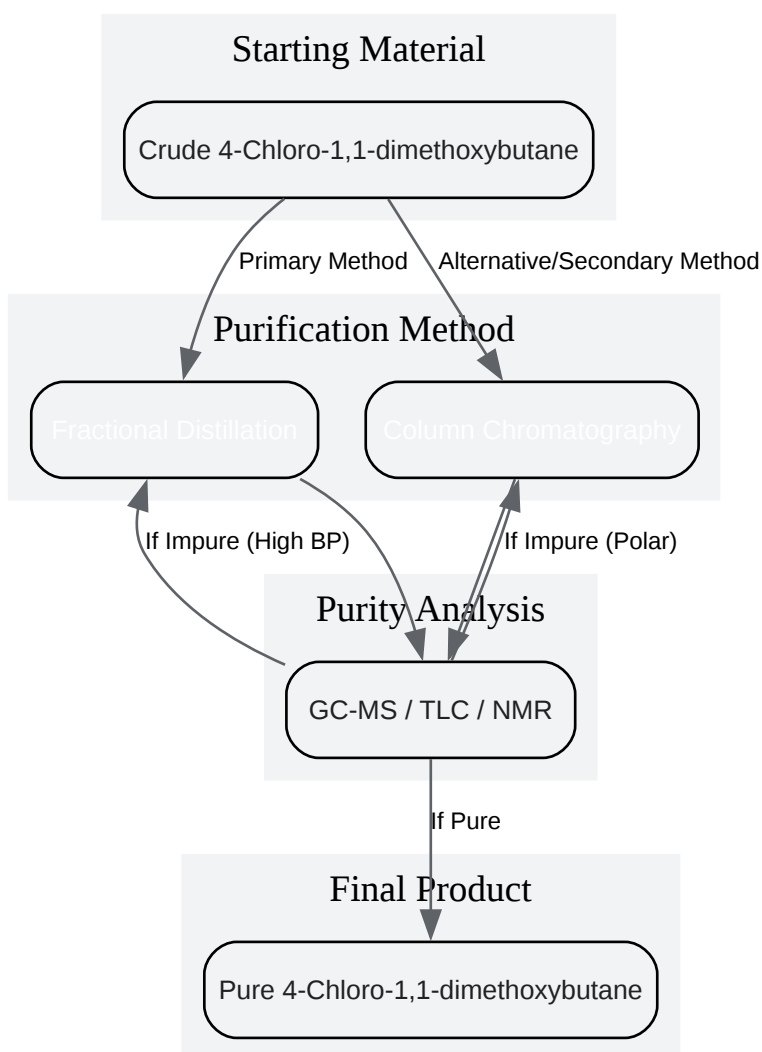 Starting Material
Crude 4-Chloro-1,1-dimethoxybutane
Primary Method
Alternative/Secondary Method
Purification Method
Fractional Distillation
Column Chromatography
If Impure (High BP)
If Impure (Polar)
Purity Analysis
GC-MS / TLC / NMR
If Pure
Final Product
Pure 4-Chloro-1,1-dimethoxybutane